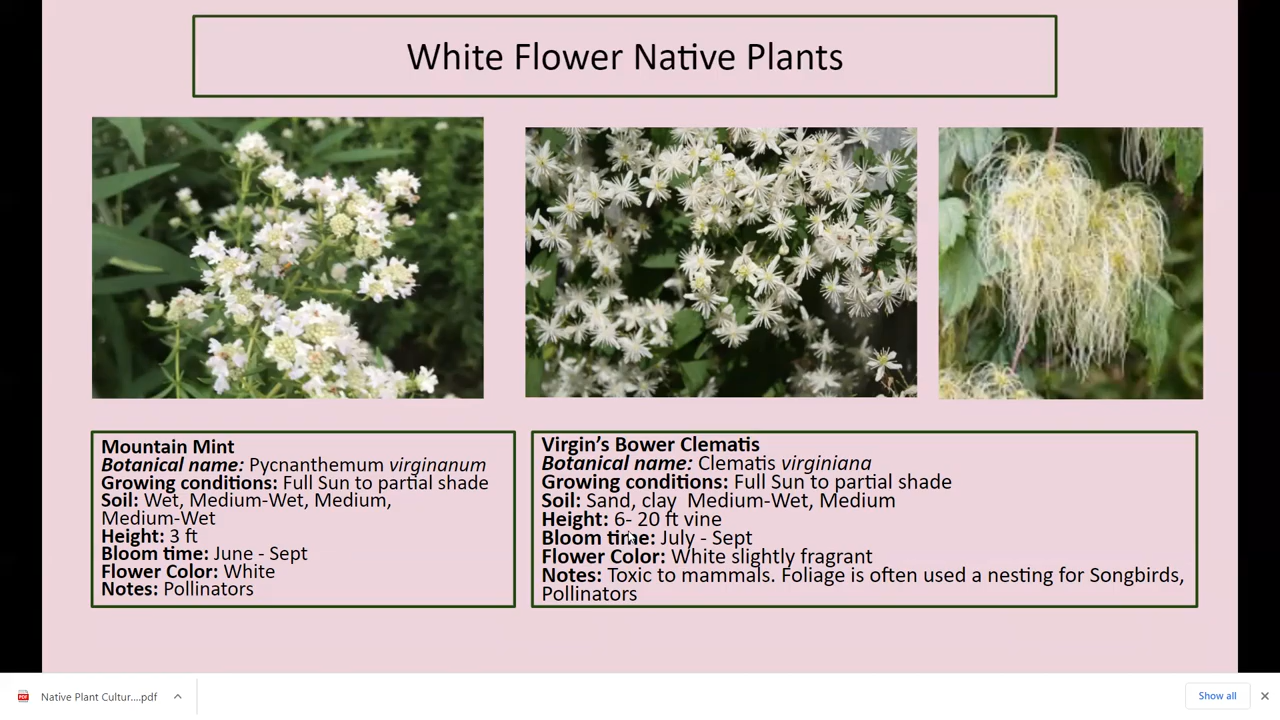 White Flower Native Plants
Mountain Mint
Botanical name: Pycnanthemum virginanum
Growing conditions: Full Sun to partial shade
Soil: Wet, Medium-Wet, Medium,
Medium-Wet
Height: 3 ft
Bloom time: June - Sept
Flower Color: White
Notes: Pollinators
Virgin’s Bower Clematis
Botanical name: Clematis virginiana
Growing conditions: Full Sun to partial shade
Soil: Sand, clay  Medium-Wet, Medium
Height: 6- 20 ft vine
Bloom time: July - Sept
Flower Color: White slightly fragrant
Notes: Toxic to mammals. Foliage is often used a nesting for Songbirds,
Pollinators
PDF
Native Plant Cultur....pdf
Show all